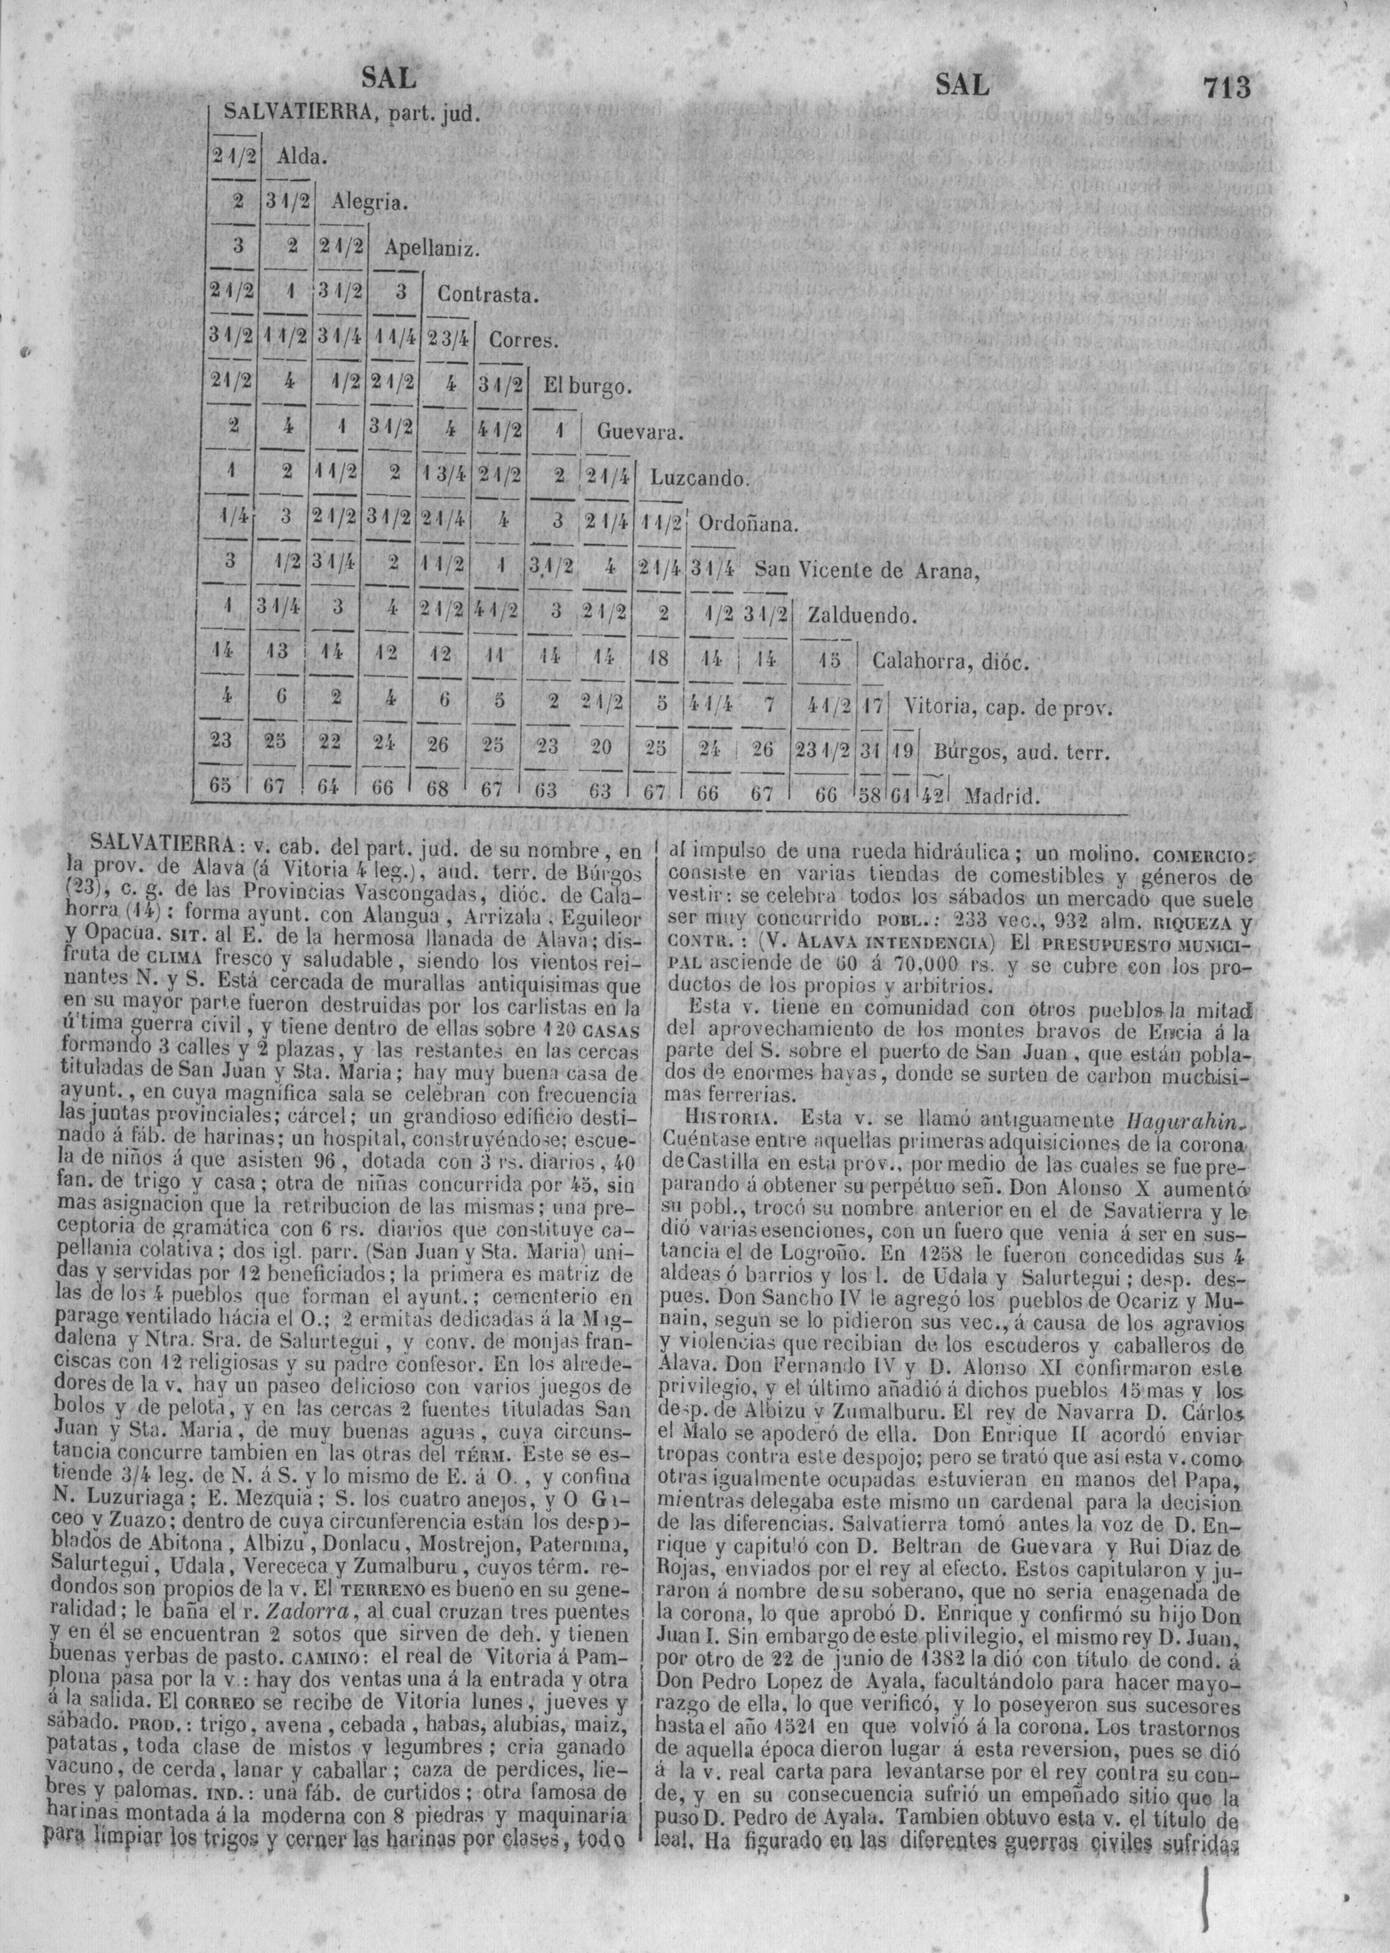 SAL
SAL 713
SALVATIERRA, part. jud.
2 1/2 Alda.
2 3 1/2 Alegria.
3 2 2 1/2 Apellaniz.
2 1/2 1 3 1/2 3 Contrasta.
3 1/2 1 1/2 3 1/4 1 1/4 2 3/4 Corres.
2 1/2 4 1/2 2 1/2 4 3 1/2 El burgo.
2 4 1 3 1/2 4 4 1/2 1 Guevara.
1 2 1 1/2 2 1 3/4 2 1/2 2 2 1/4 Luzcando.
1/4 3 2 1/2 3 1/2 2 1/4 4 3 2 1/4 1 1/2 Ordoñana.
3 1/2 3 1/4 2 1 1/2 1 3 1/2 4 2 1/4 3 1/4 San Vicente de Arana,
1 3 1/4 3 4 2 1/2 4 1/2 3 2 1/2 2 1/2 3 1/2 Zalduendo.
14 13 14 12 12 11 14 14 18 14 14 15 Calahorra, dióc.
4 6 2 4 6 5 2 2 1/2 5 4 1/4 7 4 1/2 17 Vitoria, cap. de prov.
23 25 22 24 26 25 23 20 25 24 26 23 1/2 31 19 Búrgos, aud. terr.
65 67 64 66 68 67 63 63 67 66 67 66 58 61 42 Madrid.
SALVATIERRA: v. cab. del part. jud. de su nombre, en
la prov. de Alava (á Vitoria 4 leg.), aud. terr. de Búrgos
(23), c. g. de las Provincias Vascongadas, dióc. de Cala-
horra (14): forma ayunt. con Alangua, Arrizala. Eguileor
y Opacua. SIT. al E. de la hermosa llanada de Alava; dis-
fruta de CLIMA fresco y saludable, siendo los vientos rei-
nantes N. y S. Está cercada de murallas antiquisimas que
en su mayor parte fueron destruidas por los carlistas en la
última guerra civil, y tiene dentro de ellas sobre 120 CASAS
formando 3 calles y 2 plazas, y las restantes en las cercas
tituladas de San Juan y Sta. Maria; hay muy buena casa de
ayunt., en cuya magnífica sala se celebran con frecuencia
las juntas provinciales; cárcel; un grandioso edificio desti-
nado á fáb. de harinas; un hospital, construyéndose; escue-
la de niños á que asisten 96, dotada con 3 rs. diarios, 40
fan. de trigo y casa; otra de niñas concurrida por 45, sin
mas asignacion que la retribucion de las mismas; una pre-
ceptoria de gramática con 6 rs. diarios que constituye ca-
pellania colativa; dos igl. parr. (San Juan y Sta. Maria) uni-
das y servidas por 12 beneficiados; la primera es matriz de
las de los 4 pueblos que forman el ayunt.; cementerio en
parage ventilado hácia el O.; 2 ermitas dedicadas á la Mag-
dalena y Ntra. Sra. de Salurtegui, y conv. de monjas fran-
ciscas con 12 religiosas y su padre confesor. En los alrede-
dores de la v. hay un paseo delicioso con varios juegos de
bolos y de pelota, y en las cercas 2 fuentes tituladas San
Juan y Sta. Maria, de muy buenas aguas, cuya circuns-
tancia concurre tambien en las otras del TÉRM. Este se es-
tiende 3/4 leg. de N. á S. y lo mismo de E. á O., y confina
N. Luzuriaga; E. Mezquia; S. los cuatro anejos, y O Gi-
ceo y Zuazo; dentro de cuya circunferencia están los despo-
blados de Abitona, Albizu, Donlacu, Mostrejon, Paternina,
Salurtegui, Udala, Verececa y Zumalburu, cuyos térm. re-
dondos son propios de la v. El TERRENO es bueno en su gene-
ralidad; le baña el r. Zadorra, al cual cruzan tres puentes
y en él se encuentran 2 sotos que sirven de deh. y tienen
buenas yerbas de pasto. CAMINO: el real de Vitoria á Pam-
plona pasa por la v.: hay dos ventas una á la entrada y otra
á la salida. El CORREO se recibe de Vitoria lunes, jueves y
sábado. PROD.: trigo, avena, cebada, habas, alubias, maiz,
patatas, toda clase de mistos y legumbres; cria ganado
vacuno, de cerda, lanar y caballar; caza de perdices, lie-
bres y palomas. IND.: una fáb. de curtidos; otra famosa de
harinas montada á la moderna con 8 piedras y maquinaria
para limpiar los trigos y cerner las harinas por clases, todo
al impulso de una rueda hidráulica; un molino. COMERCIO:
consiste en varias tiendas de comestibles y géneros de
vestir: se celebra todos los sábados un mercado que suele
ser muy concurrido POBL.: 233 vec., 932 alm. RIQUEZA y
CONTR.: (V. ALAVA INTENDENCIA) El PRESUPUESTO MUNICI-
PAL asciende de 60 á 70,000 rs. y se cubre con los pro-
ductos de los propios y arbitrios.
Esta v. tiene en comunidad con otros pueblos la mitad
del aprovechamiento de los montes bravos de Encia á la
parte del S. sobre el puerto de San Juan, que están pobla-
dos de enormes hayas, donde se surten de carbon muchisi-
mas ferrerias.
HISTORIA. Esta v. se llamó antiguamente Hagurahin.
Cuéntase entre aquellas primeras adquisiciones de la corona
de Castilla en esta prov., por medio de las cuales se fue pre-
parando á obtener su perpétuo señ. Don Alonso X aumentó
su pobl., trocó su nombre anterior en el de Savatierra y le
dió varias esenciones, con un fuero que venia á ser en sus-
tancia el de Logroño. En 1258 le fueron concedidas sus 4
aldeas ó barrios y los l. de Udala y Salurtegui; desp. des-
pues. Don Sancho IV le agregó los pueblos de Ocariz y Mu-
nain, segun se lo pidieron sus vec., á causa de los agravios
y violencias que recibian de los escuderos y caballeros de
Alava. Don Fernando IV y D. Alonso XI confirmaron este
privilegio, y el último añadió á dichos pueblos 15 mas y los
desp. de Albizu y Zumalburu. El rey de Navarra D. Cárlos
el Malo se apoderó de ella. Don Enrique II acordó enviar
tropas contra este despojo; pero se trató que asi esta v. como
otras igualmente ocupadas estuvieran en manos del Papa,
mientras delegaba este mismo un cardenal para la decision
de las diferencias. Salvatierra tomó antes la voz de D. En-
rique y capituló con D. Beltran de Guevara y Rui Diaz de
Rojas, enviados por el rey al efecto. Estos capitularon y ju-
raron á nombre de su soberano, que no seria enagenada de
la corona, lo que aprobó D. Enrique y confirmó su hijo Don
Juan I. Sin embargo de este plivilegio, el mismo rey D. Juan,
por otro de 22 de junio de 1382 la dió con título de cond. á
Don Pedro Lopez de Ayala, facultándolo para hacer mayo-
razgo de ella, lo que verificó, y lo poseyeron sus sucesores
hasta el año 1521 en que volvió á la corona. Los trastornos
de aquella época dieron lugar á esta reversion, pues se dió
á la v. real carta para levantarse por el rey contra su con-
de, y en su consecuencia sufrió un empeñado sitio que la
puso D. Pedro de Ayala. Tambien obtuvo esta v. el título de
leal. Ha figurado en las diferentes guerras civiles sufridas